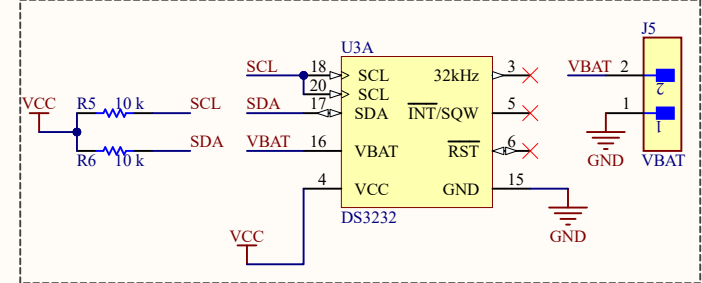 J5
U3A
SCL 18 SCL 32kHz 3 VBAT 2 2
20 SCL
VCC R5 10 k SCL SDA 17 SDA INT/SQW 5 1 1
R6 10 k SDA VBAT 16 VBAT RST 6 GND VBAT
4 VCC GND 15
DS3232
VCC GND